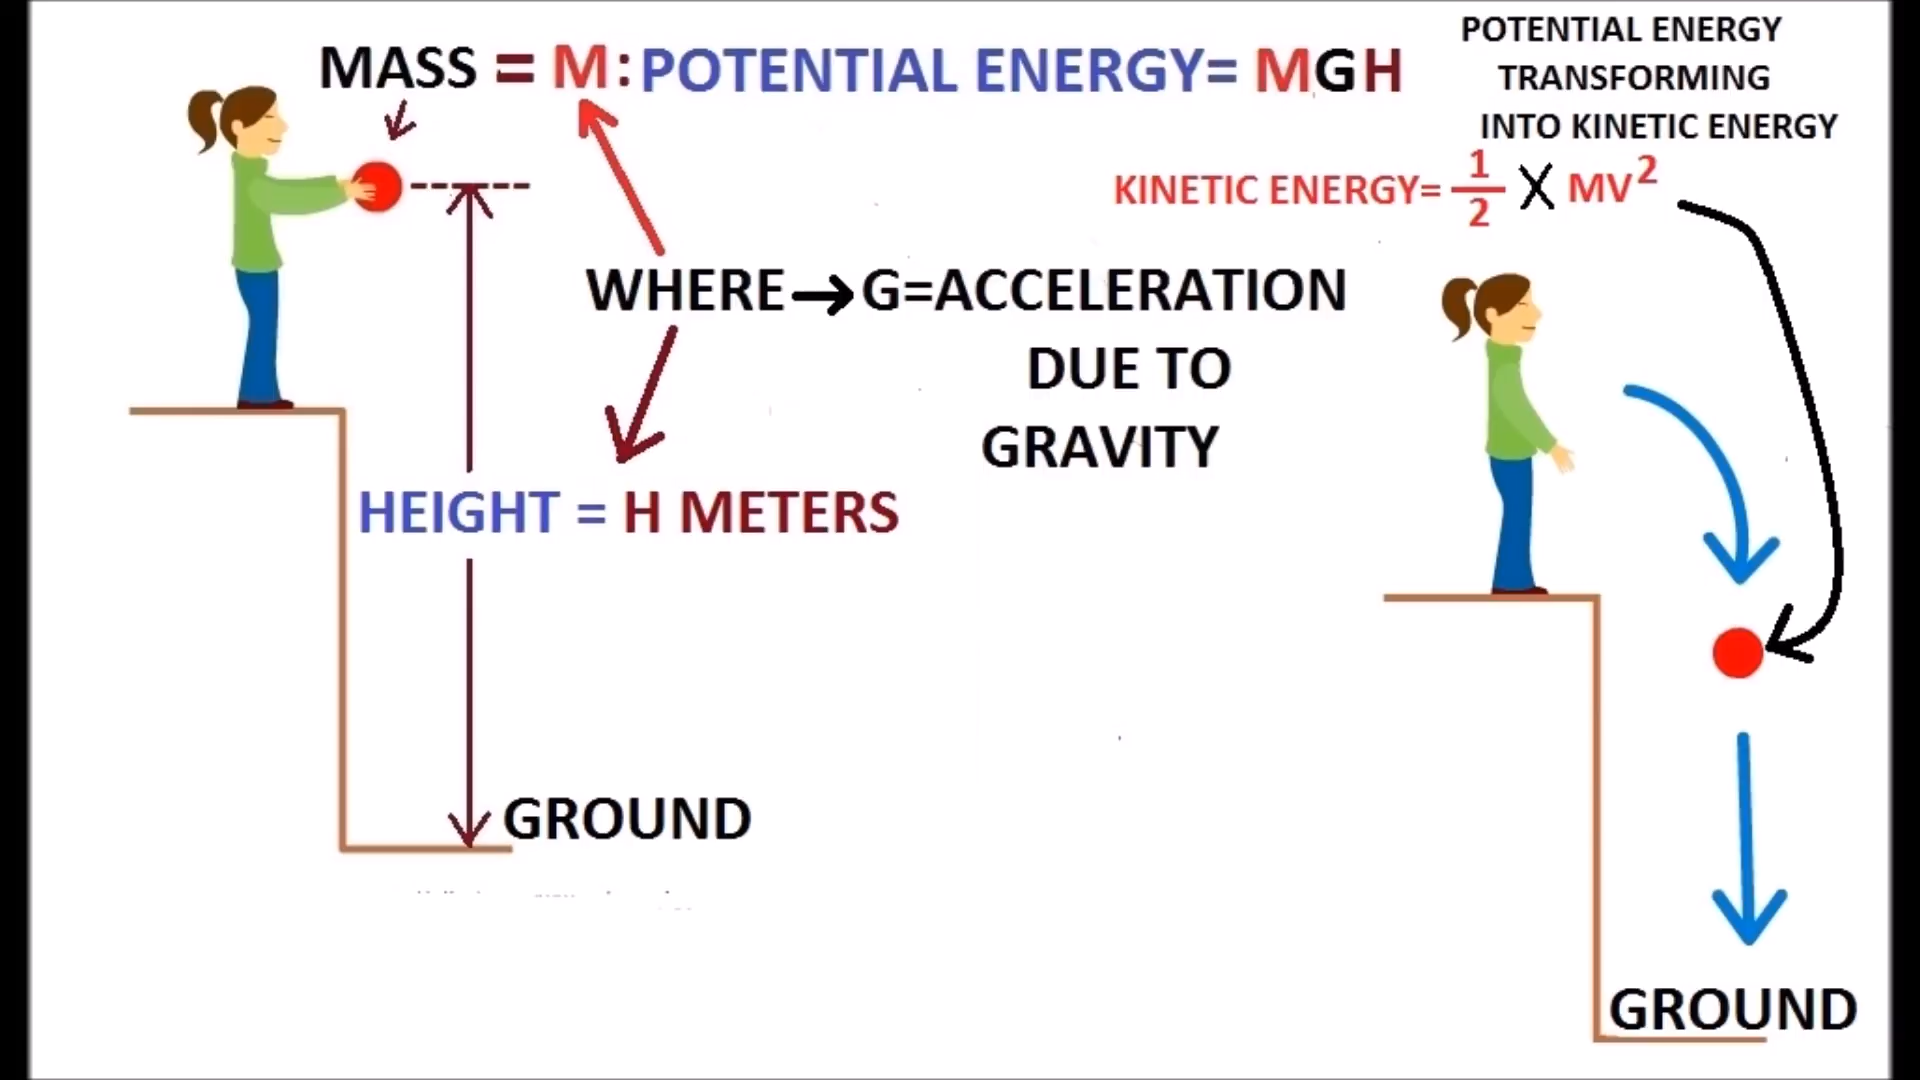 MASS = M: POTENTIAL ENERGY= MGH
POTENTIAL ENERGY
TRANSFORMING
INTO KINETIC ENERGY
KINETIC ENERGY= 1/2 X MV²
WHERE → G=ACCELERATION
DUE TO
GRAVITY
HEIGHT = H METERS
GROUND
GROUND